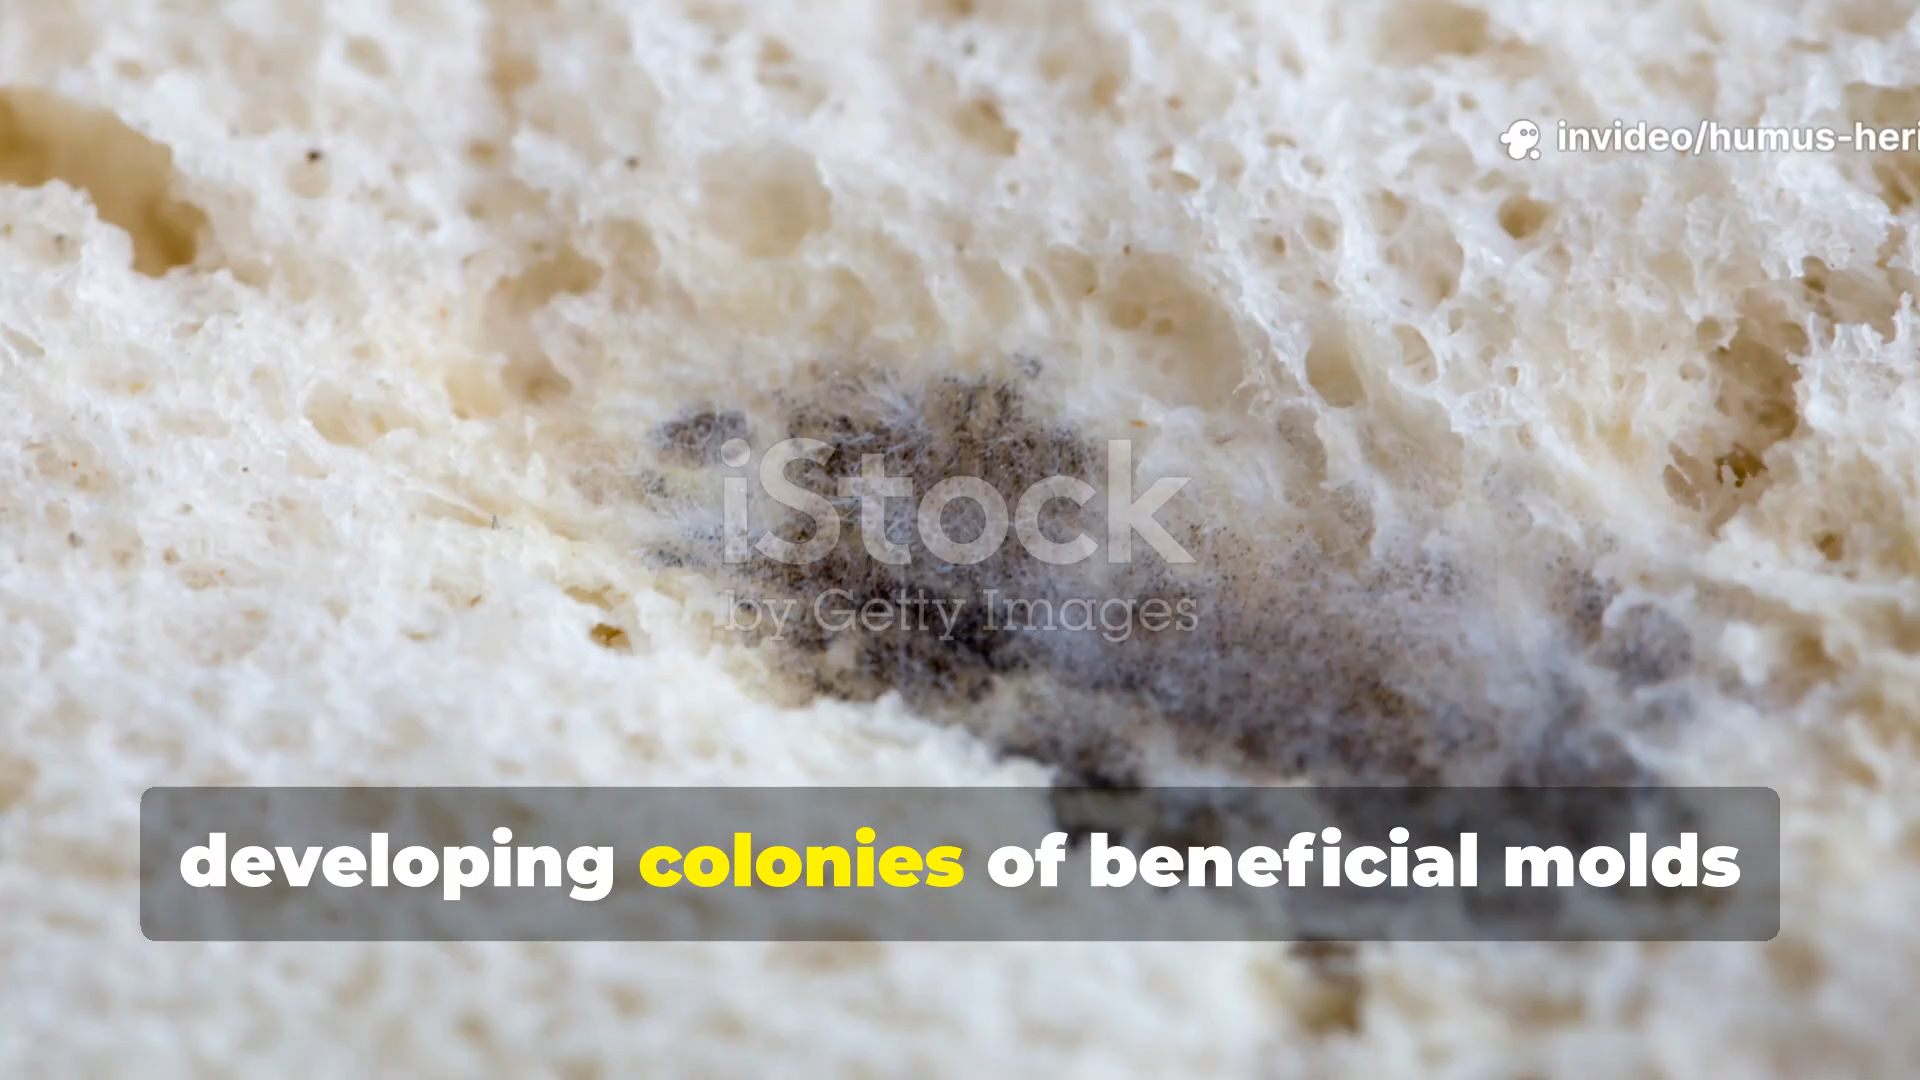 invideo/humus-heri
iStock
by Getty Images
developing colonies of beneficial molds